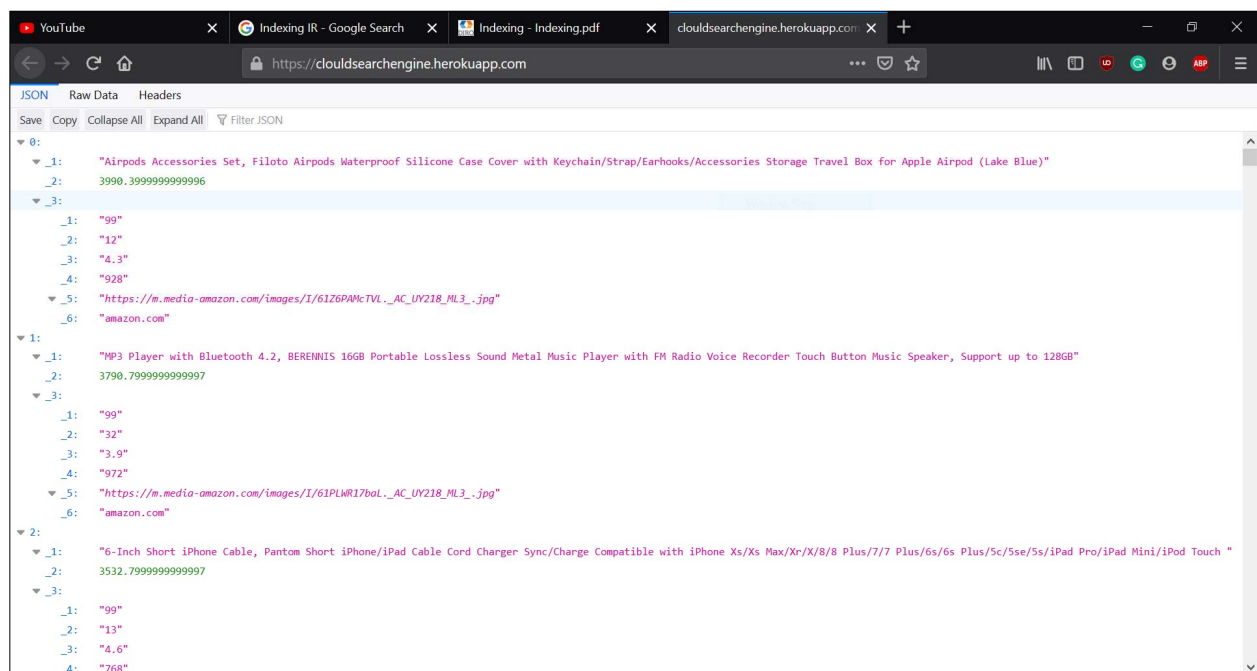 YouTube
Indexing IR - Google Search
Indexing - Indexing.pdf
clouldsearchengine.herokuapp.com
https://clouldsearchengine.herokuapp.com
JSON Raw Data Headers
Save Copy Collapse All Expand All Filter JSON
0:
_1: "Airpods Accessories Set, Filoto Airpods Waterproof Silicone Case Cover with Keychain/Strap/Earhooks/Accessories Storage Travel Box for Apple Airpod (Lake Blue)"
_2: 3990.3999999999996
_3:
_1: "99"
_2: "12"
_3: "4.3"
_4: "928"
_5: "https://m.media-amazon.com/images/I/61Z6PAMcTVL._AC_UY218_ML3_.jpg"
_6: "amazon.com"
1:
_1: "MP3 Player with Bluetooth 4.2, BERENNIS 16GB Portable Lossless Sound Metal Music Player with FM Radio Voice Recorder Touch Button Music Speaker, Support up to 128GB"
_2: 3790.7999999999997
_3:
_1: "99"
_2: "32"
_3: "3.9"
_4: "972"
_5: "https://m.media-amazon.com/images/I/61PLWR17baL._AC_UY218_ML3_.jpg"
_6: "amazon.com"
2:
_1: "6-Inch Short iPhone Cable, Pantom Short iPhone/iPad Cable Cord Charger Sync/Charge Compatible with iPhone Xs/Xs Max/Xr/X/8/8 Plus/7/7 Plus/6s/6s Plus/5c/5se/5s/iPad Pro/iPad Mini/iPod Touch "
_2: 3532.7999999999997
_3:
_1: "99"
_2: "13"
_3: "4.6"
_4: "768"